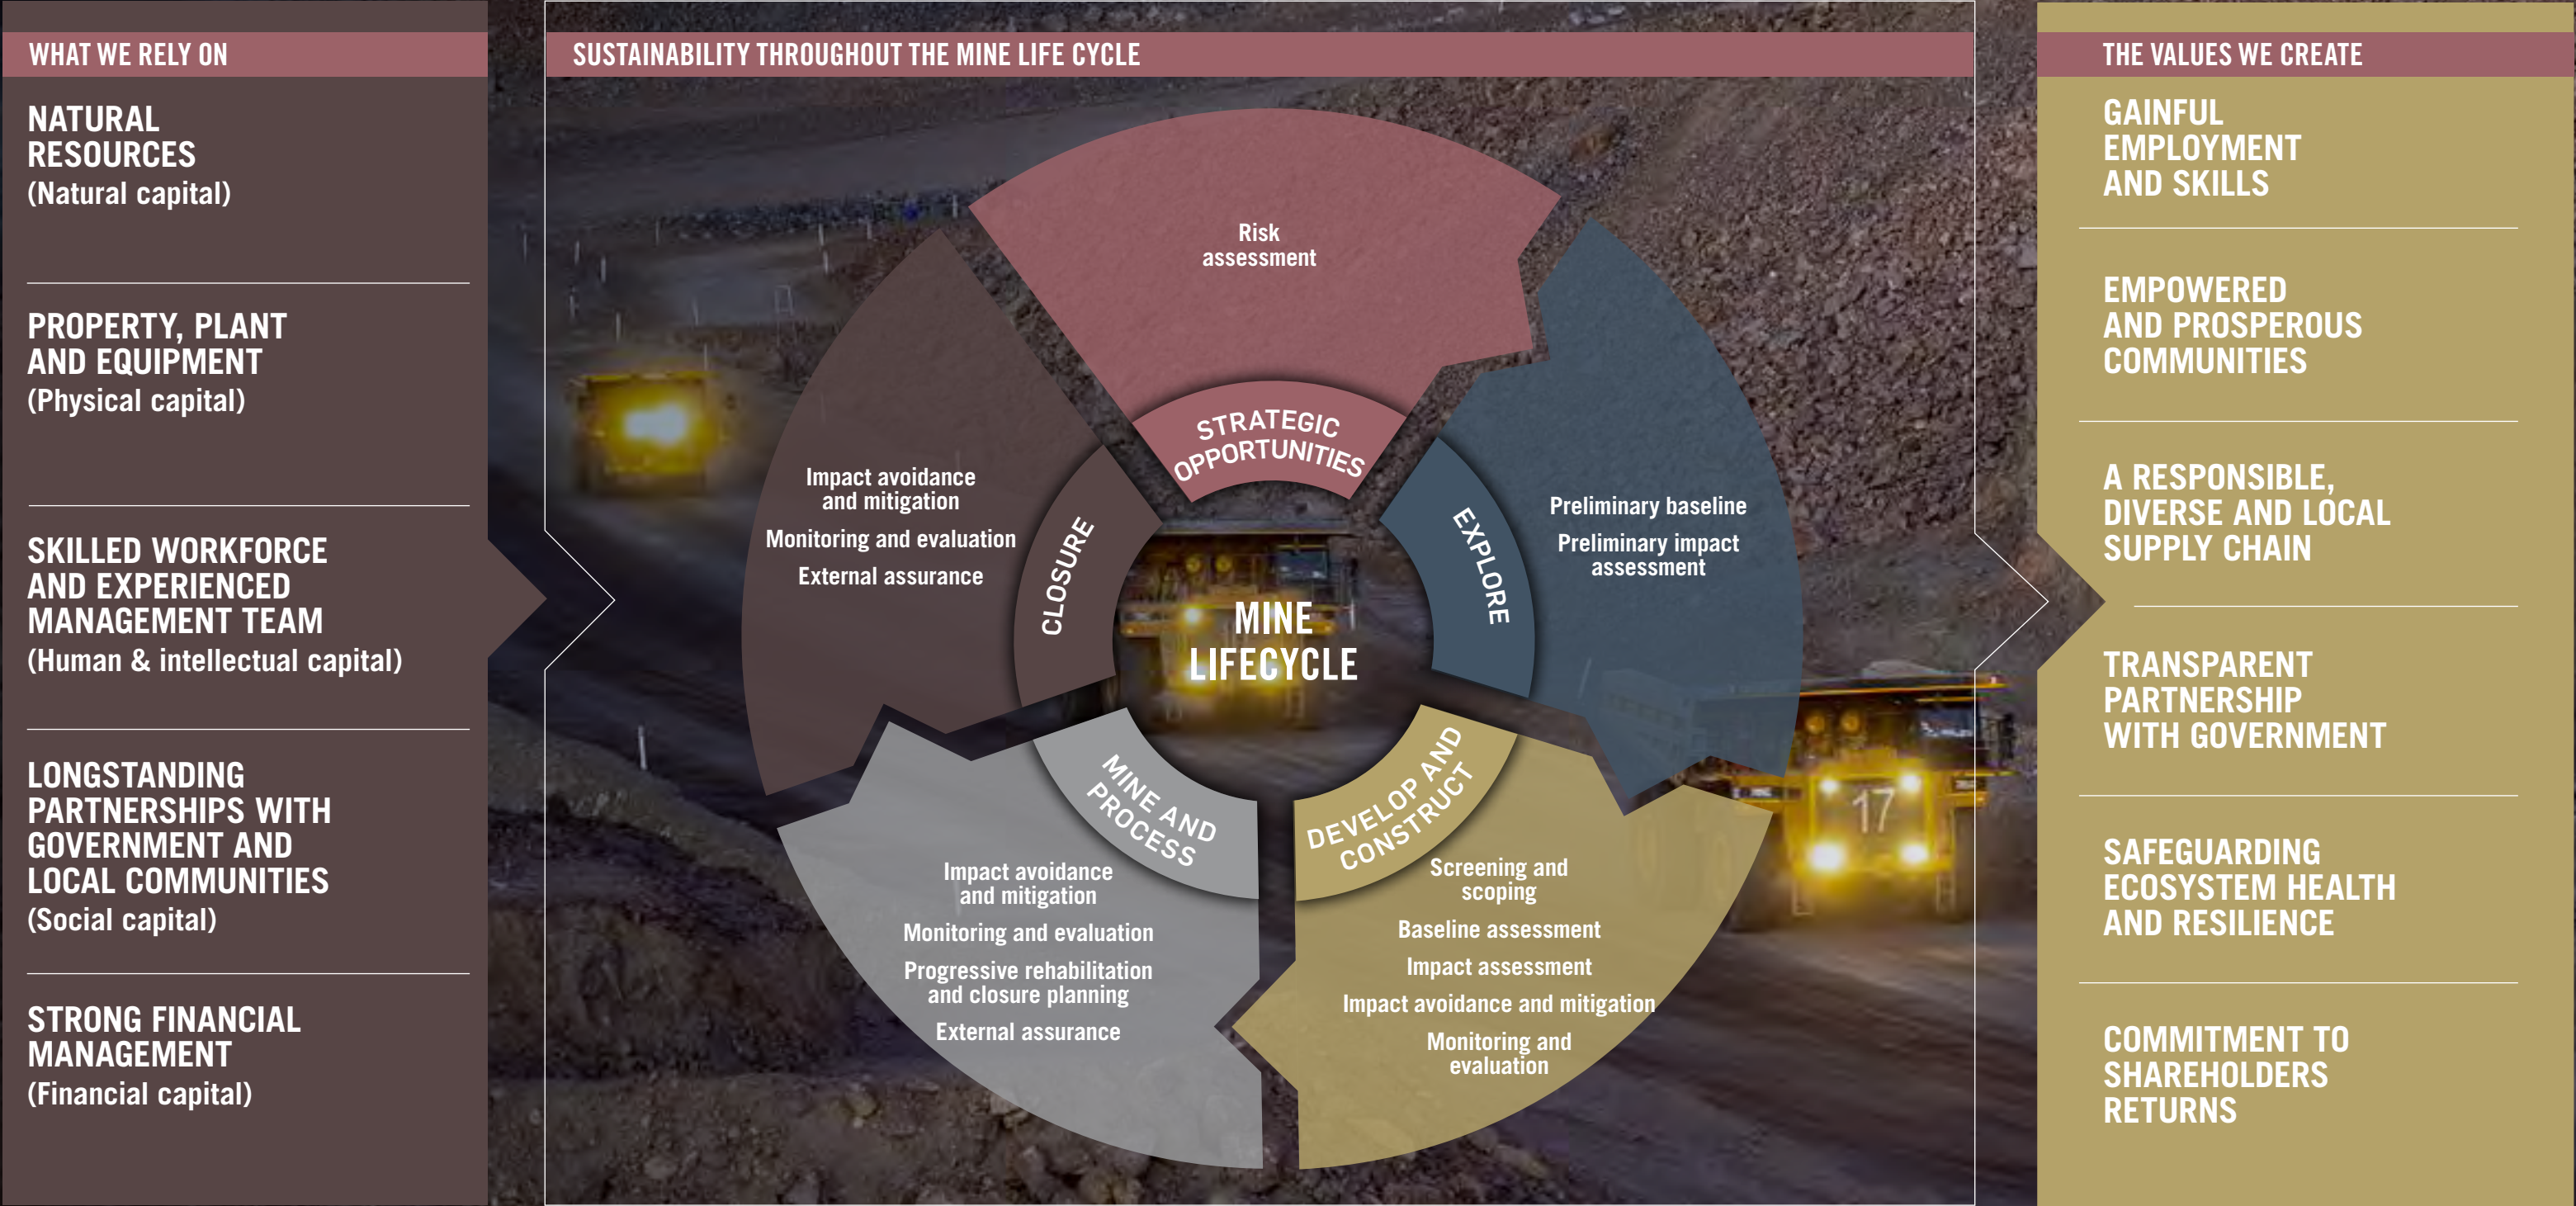 WHAT WE RELY ON
NATURAL
RESOURCES
(Natural capital)
PROPERTY, PLANT
AND EQUIPMENT
(Physical capital)
SKILLED WORKFORCE
AND EXPERIENCED
MANAGEMENT TEAM
(Human & intellectual capital)
LONGSTANDING
PARTNERSHIPS WITH
GOVERNMENT AND
LOCAL COMMUNITIES
(Social capital)
STRONG FINANCIAL
MANAGEMENT
(Financial capital)
SUSTAINABILITY THROUGHOUT THE MINE LIFE CYCLE
Risk
assessment
STRATEGIC
OPPORTUNITIES
EXPLORE
Preliminary baseline
Preliminary impact
assessment
DEVELOP AND
CONSTRUCT
Screening and
scoping
Baseline assessment
Impact assessment
Impact avoidance and mitigation
Monitoring and
evaluation
MINE AND
PROCESS
Impact avoidance
and mitigation
Monitoring and evaluation
Progressive rehabilitation
and closure planning
External assurance
CLOSURE
Impact avoidance
and mitigation
Monitoring and evaluation
External assurance
MINE
LIFECYCLE
17
THE VALUES WE CREATE
GAINFUL
EMPLOYMENT
AND SKILLS
EMPOWERED
AND PROSPEROUS
COMMUNITIES
A RESPONSIBLE,
DIVERSE AND LOCAL
SUPPLY CHAIN
TRANSPARENT
PARTNERSHIP
WITH GOVERNMENT
SAFEGUARDING
ECOSYSTEM HEALTH
AND RESILIENCE
COMMITMENT TO
SHAREHOLDERS
RETURNS